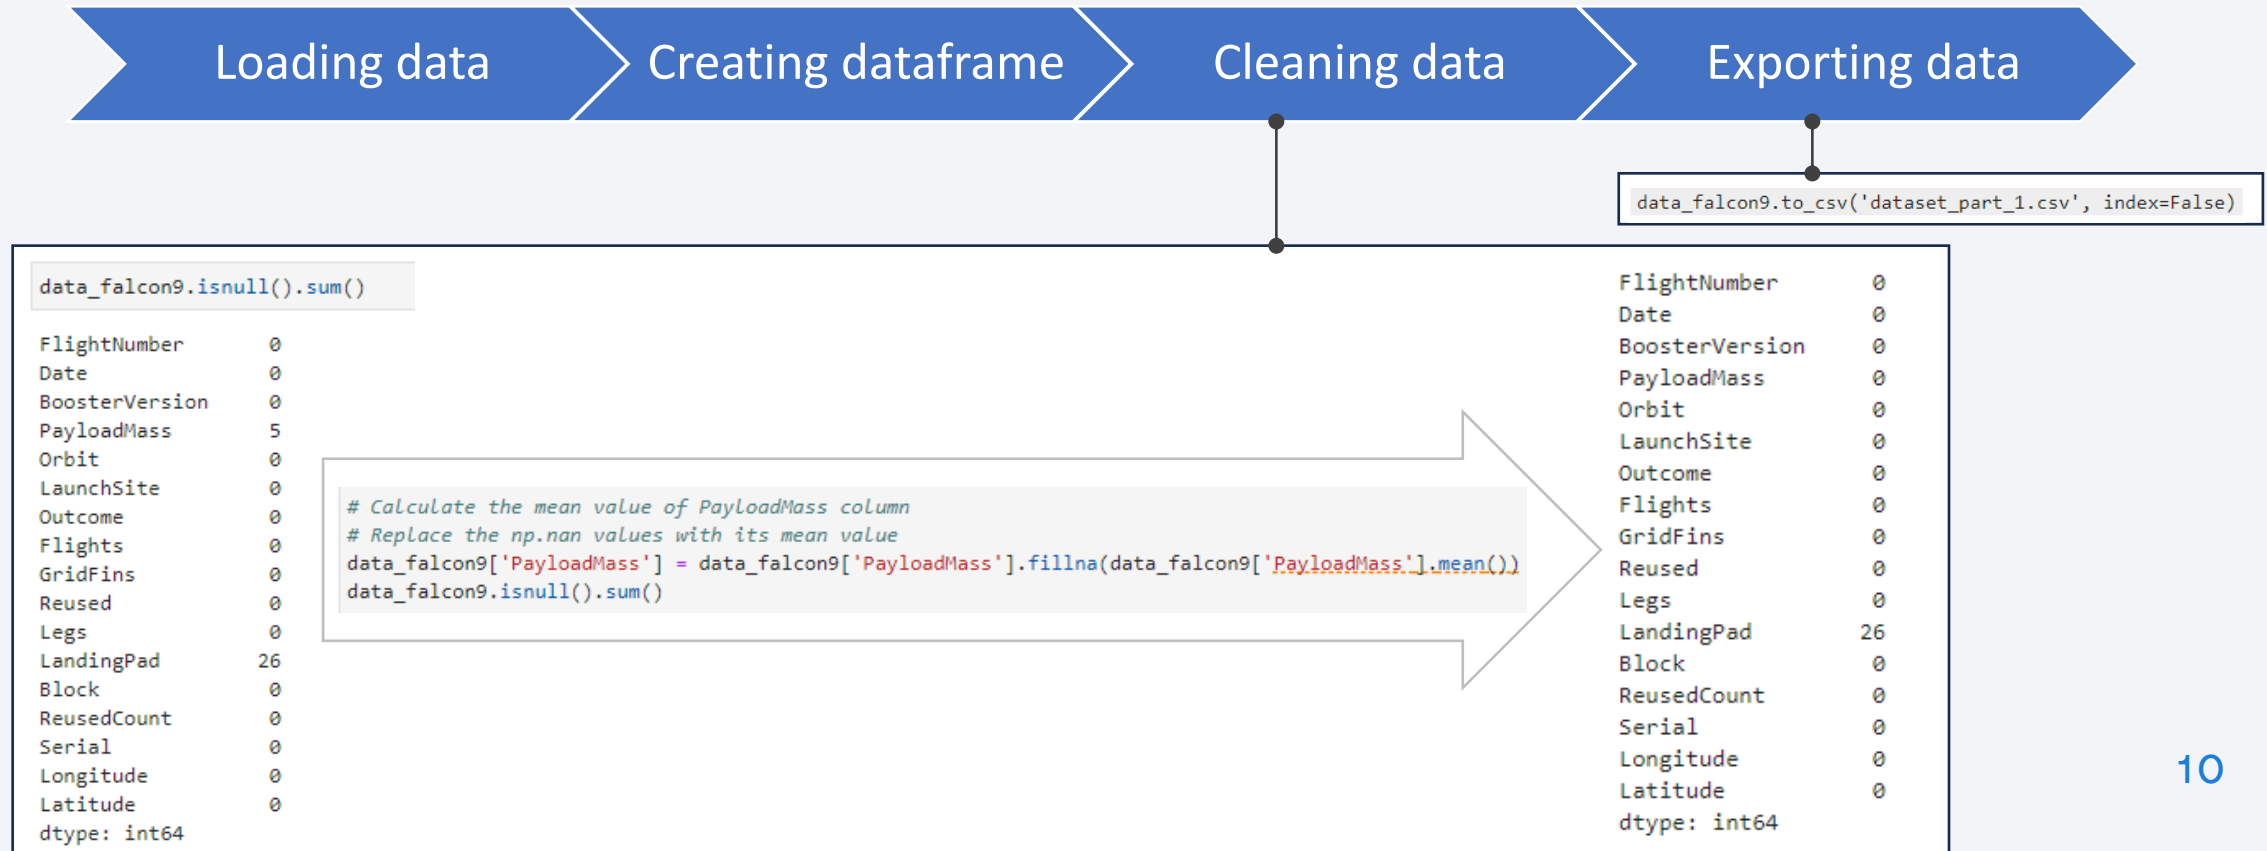 Loading data
Creating dataframe
Cleaning data
Exporting data
data_falcon9.to_csv('dataset_part_1.csv', index=False)
data_falcon9.isnull().sum()
FlightNumber 0
Date 0
BoosterVersion 0
PayloadMass 5
Orbit 0
LaunchSite 0
Outcome 0
Flights 0
GridFins 0
Reused 0
Legs 0
LandingPad 26
Block 0
ReusedCount 0
Serial 0
Longitude 0
Latitude 0
dtype: int64
# Calculate the mean value of PayloadMass column
# Replace the np.nan values with its mean value
data_falcon9['PayloadMass'] = data_falcon9['PayloadMass'].fillna(data_falcon9['PayloadMass'].mean())
data_falcon9.isnull().sum()
FlightNumber 0
Date 0
BoosterVersion 0
PayloadMass 0
Orbit 0
LaunchSite 0
Outcome 0
Flights 0
GridFins 0
Reused 0
Legs 0
LandingPad 26
Block 0
ReusedCount 0
Serial 0
Longitude 0
Latitude 0
dtype: int64
10